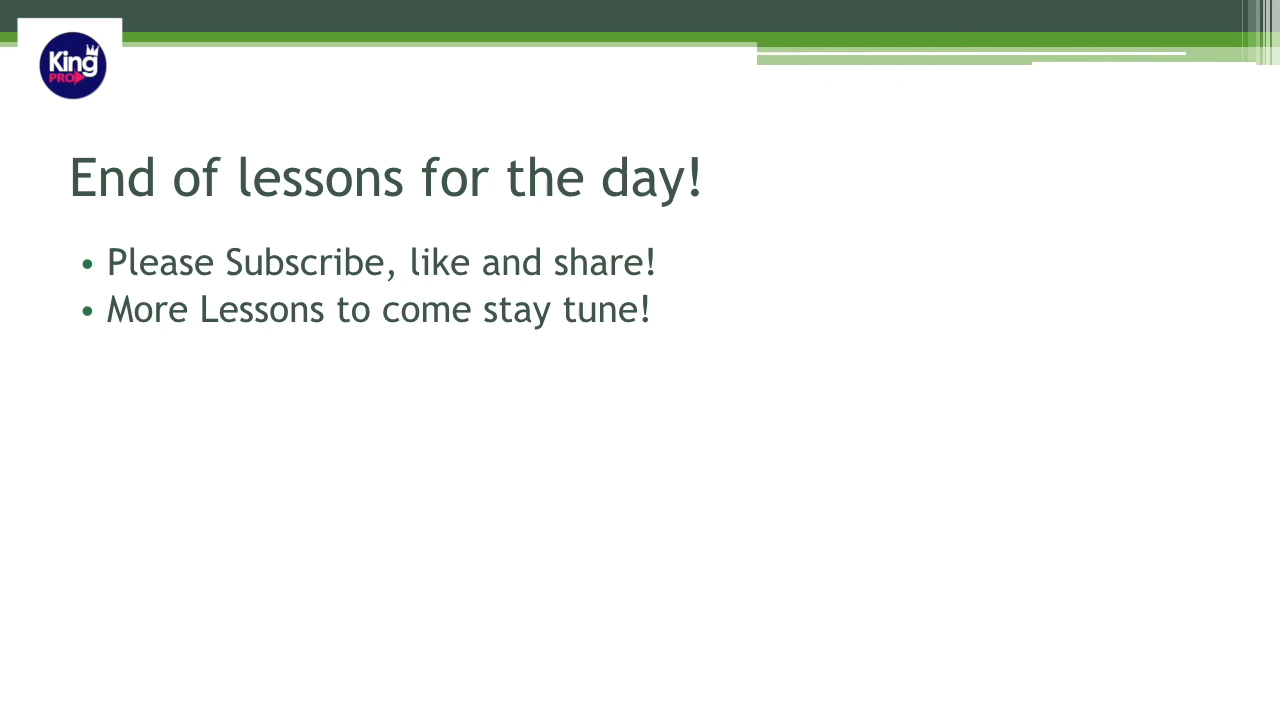 King
PRO
End of lessons for the day!
• Please Subscribe, like and share!
• More Lessons to come stay tune!